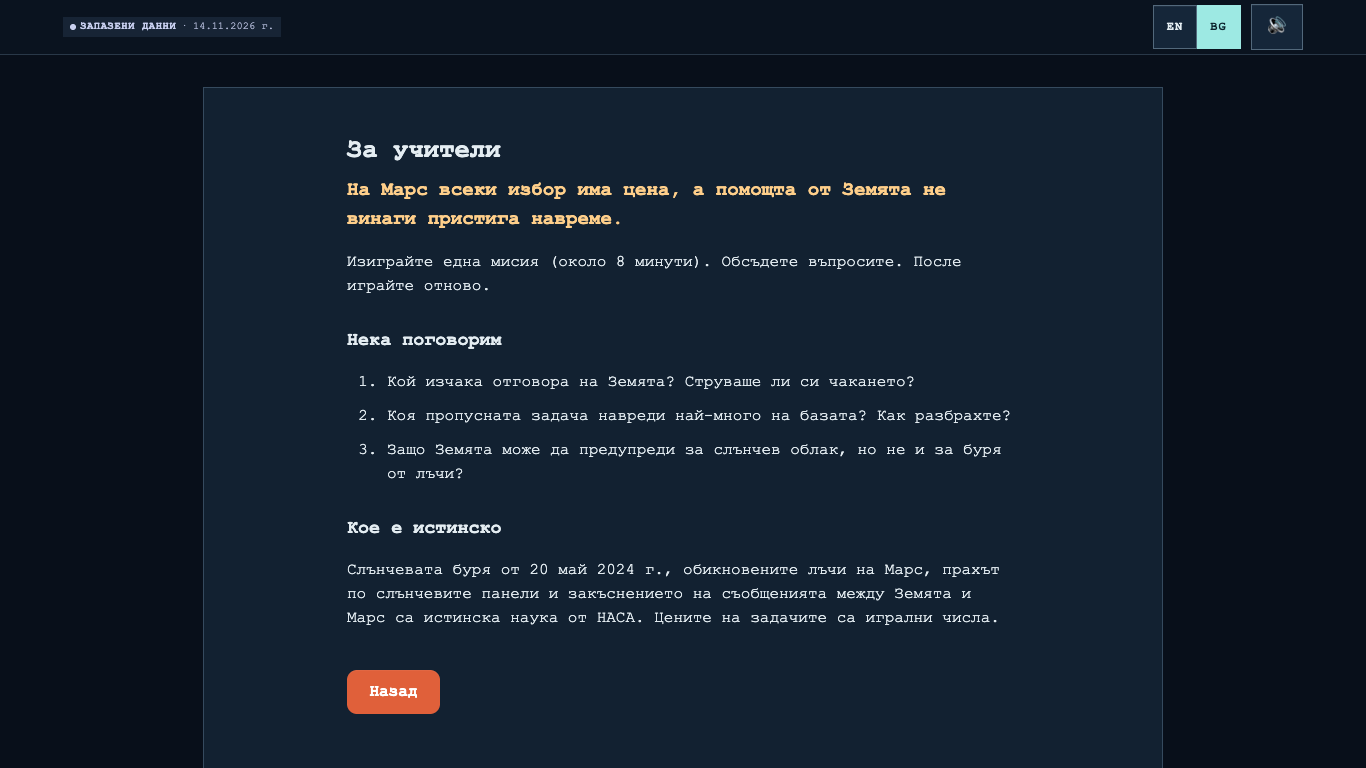 ЗАПАЗЕНИ ДАННИ · 14.11.2026 г.
EN BG
За учители
На Марс всеки избор има цена, а помощта от Земята не
винаги пристига навреме.
Изиграйте една мисия (около 8 минути). Обсъдете въпросите. После
играйте отново.
Нека поговорим
1. Кой изчака отговора на Земята? Струваше ли си чакането?
2. Коя пропусната задача навреди най-много на базата? Как разбрахте?
3. Защо Земята може да предупреди за слънчев облак, но не и за буря
от лъчи?
Кое е истинско
Слънчевата буря от 20 май 2024 г., обикновените лъчи на Марс, прахът
по слънчевите панели и закъснението на съобщенията между Земята и
Марс са истинска наука от НАСА. Цените на задачите са игрални числа.
Назад